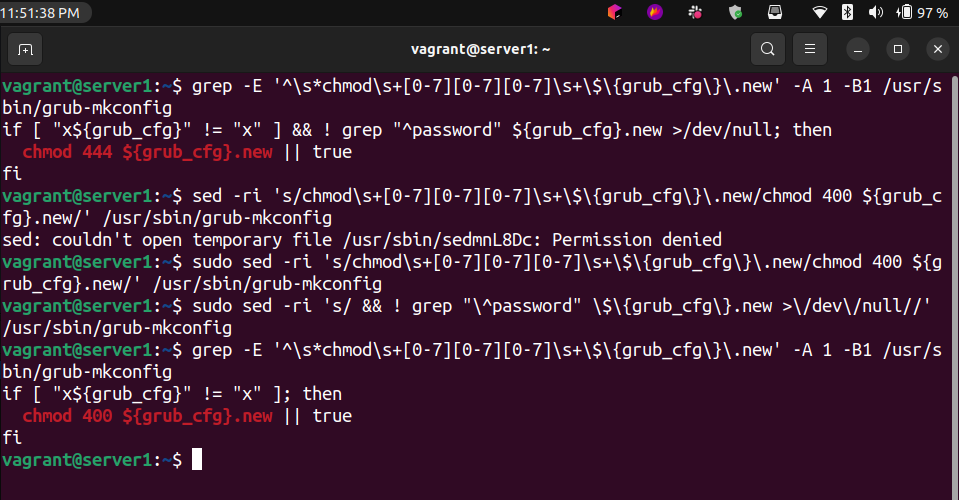 11:51:38 PM
97 %
vagrant@server1: ~
vagrant@server1:~$ grep -E '^\s*chmod\s+[0-7][0-7][0-7]\s+\$\{grub_cfg\}\.new' -A 1 -B1 /usr/s
bin/grub-mkconfig
if [ "x${grub_cfg}" != "x" ] && ! grep "^password" ${grub_cfg}.new >/dev/null; then
  chmod 444 ${grub_cfg}.new || true
fi
vagrant@server1:~$ sed -ri 's/chmod\s+[0-7][0-7][0-7]\s+\$\{grub_cfg\}\.new/chmod 400 ${grub_c
fg}.new/' /usr/sbin/grub-mkconfig
sed: couldn't open temporary file /usr/sbin/sedmnL8Dc: Permission denied
vagrant@server1:~$ sudo sed -ri 's/chmod\s+[0-7][0-7][0-7]\s+\$\{grub_cfg\}\.new/chmod 400 ${g
rub_cfg}.new/' /usr/sbin/grub-mkconfig
vagrant@server1:~$ sudo sed -ri 's/ && ! grep "\^password" \$\{grub_cfg\}.new >\/dev\/null//'
/usr/sbin/grub-mkconfig
vagrant@server1:~$ grep -E '^\s*chmod\s+[0-7][0-7][0-7]\s+\$\{grub_cfg\}\.new' -A 1 -B1 /usr/s
bin/grub-mkconfig
if [ "x${grub_cfg}" != "x" ]; then
  chmod 400 ${grub_cfg}.new || true
fi
vagrant@server1:~$